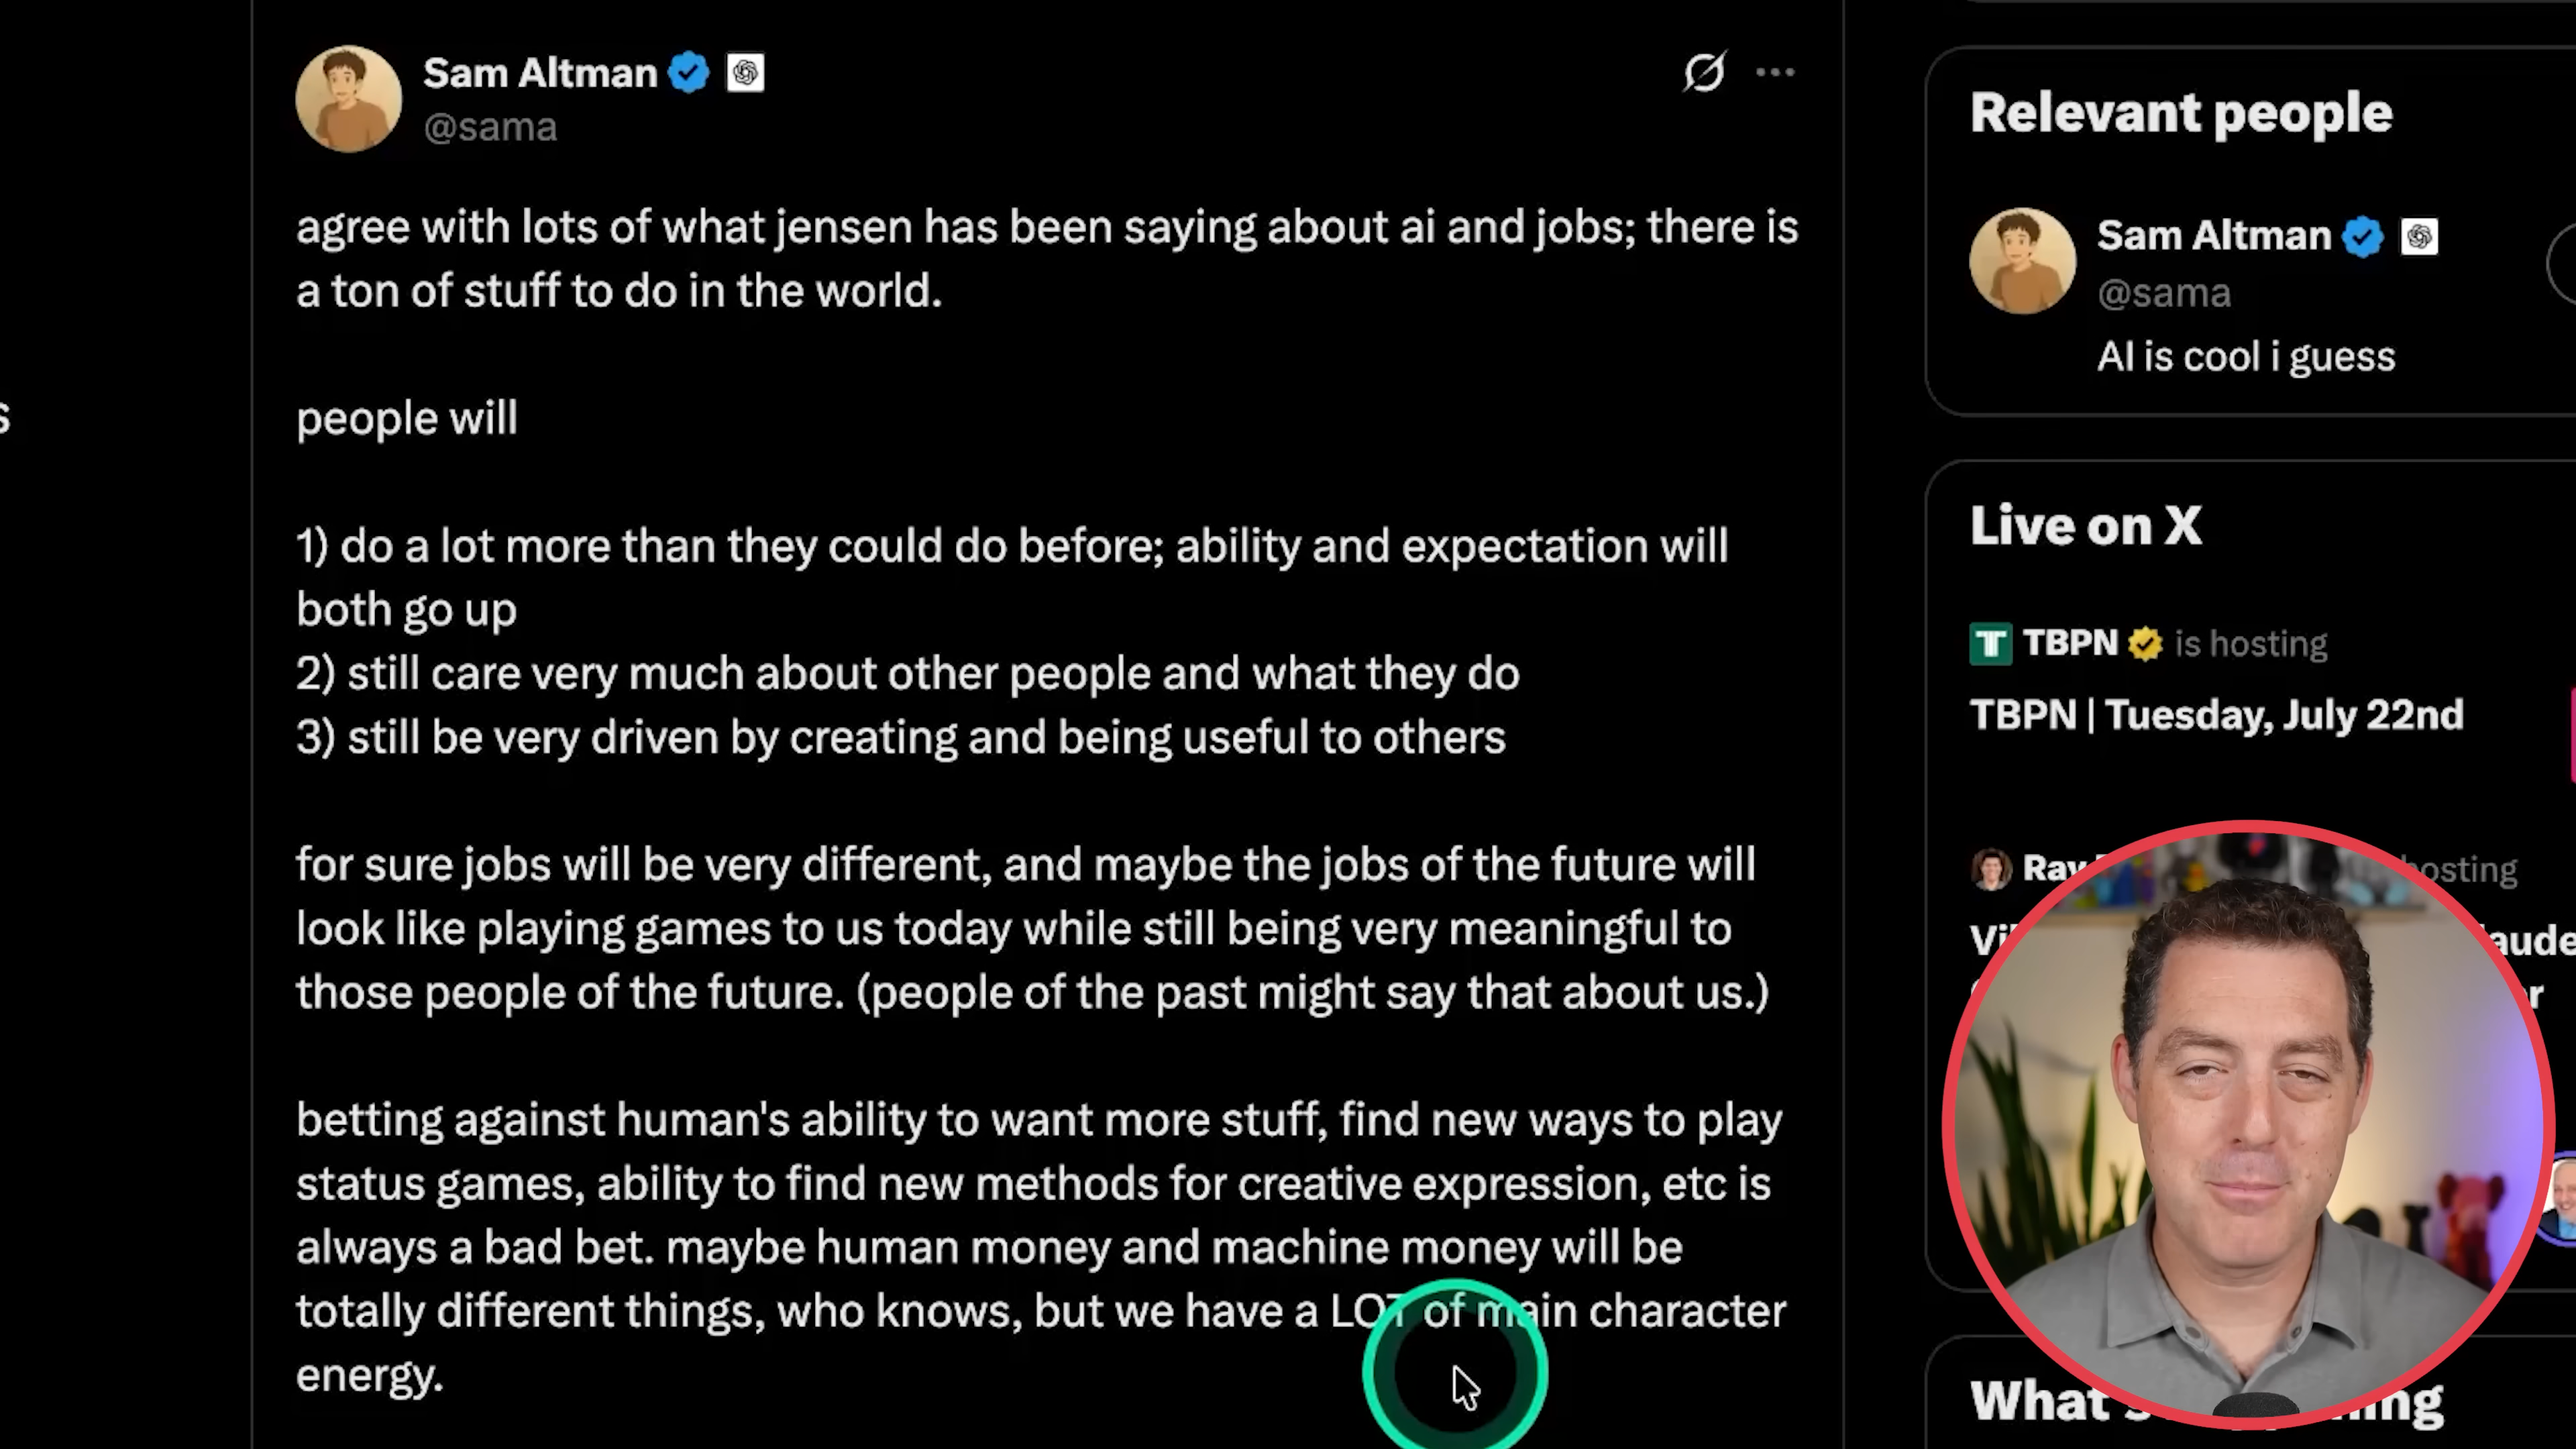 Sam Altman
@sama
agree with lots of what jensen has been saying about ai and jobs; there is
a ton of stuff to do in the world.
people will
1) do a lot more than they could do before; ability and expectation will
both go up
2) still care very much about other people and what they do
3) still be very driven by creating and being useful to others
for sure jobs will be very different, and maybe the jobs of the future will
look like playing games to us today while still being very meaningful to
those people of the future. (people of the past might say that about us.)
betting against human's ability to want more stuff, find new ways to play
status games, ability to find new methods for creative expression, etc is
always a bad bet. maybe human money and machine money will be
totally different things, who knows, but we have a LOT of main character
energy.
Relevant people
Sam Altman
@sama
AI is cool i guess
Live on X
TBPN is hosting
TBPN | Tuesday, July 22nd
Ray